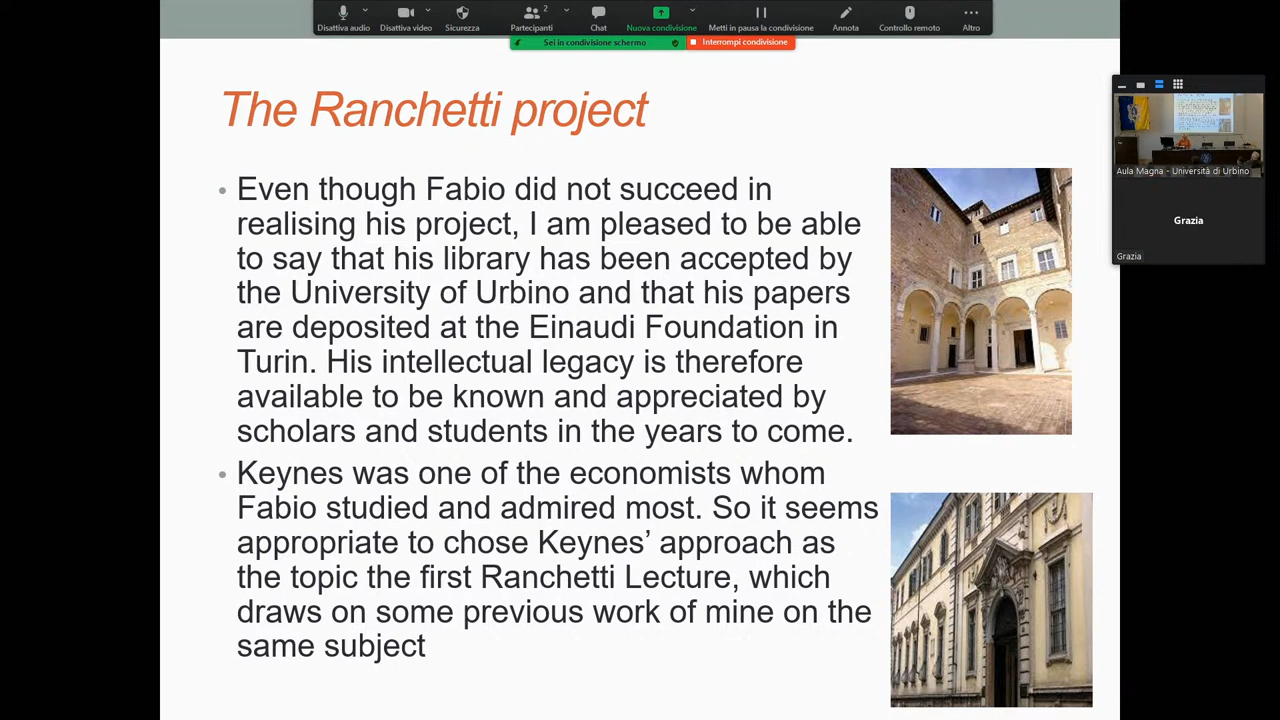 Disattiva audio
Disattiva video
Sicurezza
Partecipanti
2
Chat
Nuova condivisione
Metti in pausa la condivisione
Annota
Controllo remoto
Altro
Sei in condivisione schermo
Interrompi condivisione
The Ranchetti project
• Even though Fabio did not succeed in
realising his project, I am pleased to be able
to say that his library has been accepted by
the University of Urbino and that his papers
are deposited at the Einaudi Foundation in
Turin. His intellectual legacy is therefore
available to be known and appreciated by
scholars and students in the years to come.
• Keynes was one of the economists whom
Fabio studied and admired most. So it seems
appropriate to chose Keynes’ approach as
the topic the first Ranchetti Lecture, which
draws on some previous work of mine on the
same subject
Aula Magna - Università di Urbino
Grazia
Grazia